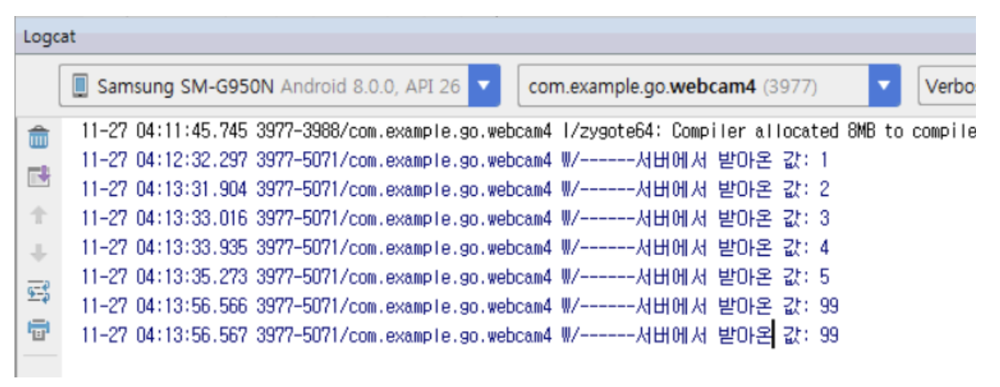 Logcat
Samsung SM-G950N Android 8.0.0, API 26 com.example.go.webcam4 (3977) Verbo
11-27 04:11:45.745 3977-3988/com.example.go.webcam4 I/zygote64: Compiler allocated 8MB to compile
11-27 04:12:32.297 3977-5071/com.example.go.webcam4 W/------서버에서 받아온 값: 1
11-27 04:13:31.904 3977-5071/com.example.go.webcam4 W/------서버에서 받아온 값: 2
11-27 04:13:33.016 3977-5071/com.example.go.webcam4 W/------서버에서 받아온 값: 3
11-27 04:13:33.935 3977-5071/com.example.go.webcam4 W/------서버에서 받아온 값: 4
11-27 04:13:35.273 3977-5071/com.example.go.webcam4 W/------서버에서 받아온 값: 5
11-27 04:13:56.566 3977-5071/com.example.go.webcam4 W/------서버에서 받아온 값: 99
11-27 04:13:56.567 3977-5071/com.example.go.webcam4 W/------서버에서 받아온 값: 99